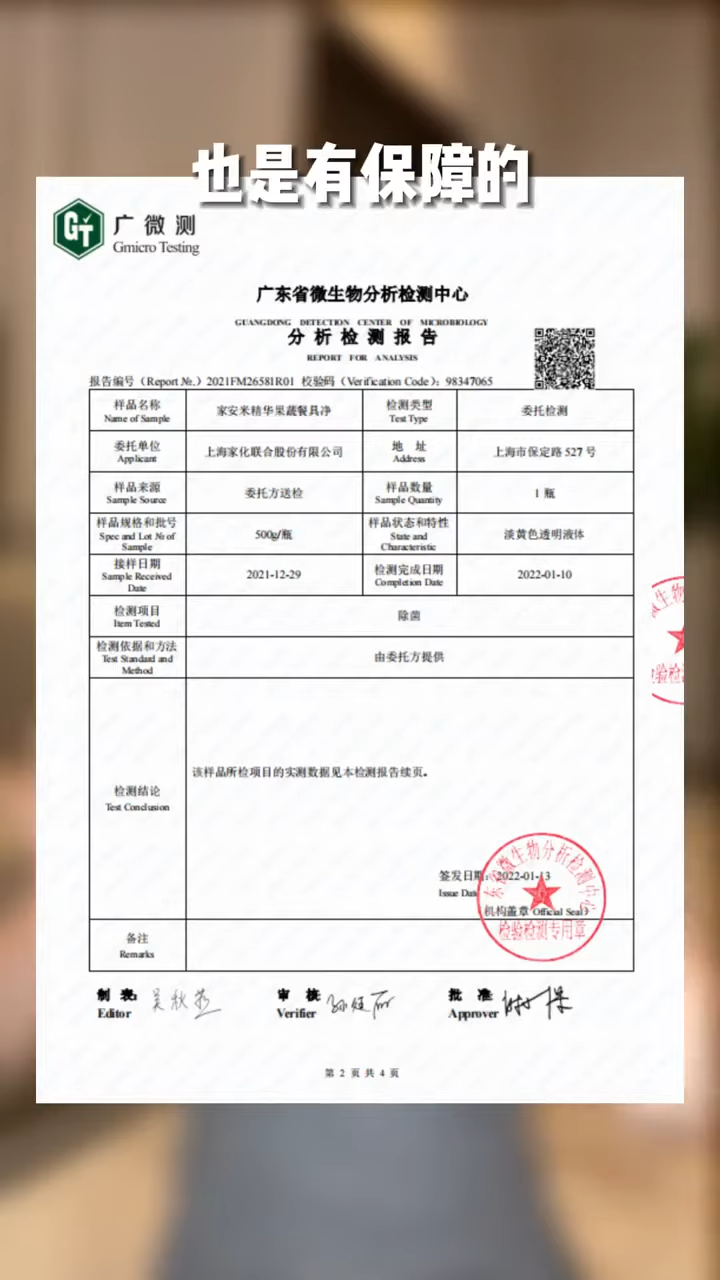 也是有保障的
GT
广微测
Gmicro Testing
广东省微生物分析检测中心
GUANGDONG DETECTION CENTER OF MICROBIOLOGY
分析检测报告
REPORT FOR ANALYSIS
报告编号(Report №.)2021FM26581R01 校验码(Verification Code):98347065
样品名称 家安米精华果蔬餐具净 检测类型 委托检测
Name of Sample Test Type
委托单位 上海家化联合股份有限公司 地 址 上海市保定路 527 号
Applicant Address
样品来源 委托方送检 样品数量 1 瓶
Sample Source Sample Quantity
样品规格和批号 500g/瓶 样品状态和特性 淡黄色透明液体
Spec and Lot № of Sample State and Characteristic
接样日期 2021-12-29 检测完成日期 2022-01-10
Sample Received Date Completion Date
检测项目 除菌
Item Tested
检测依据和方法 由委托方提供
Test Standard and Method
该样品所检项目的实测数据见本检测报告续页。
检测结论
Test Conclusion
签发日期:2022-01-13
Issue Date
(机构盖章 Official Seal)
东省微生物分析检测中心
检验检测专用章
备注
Remarks
制 表: 审 核: 批 准:
Editor Verifier Approver
第 2 页 共 4 页